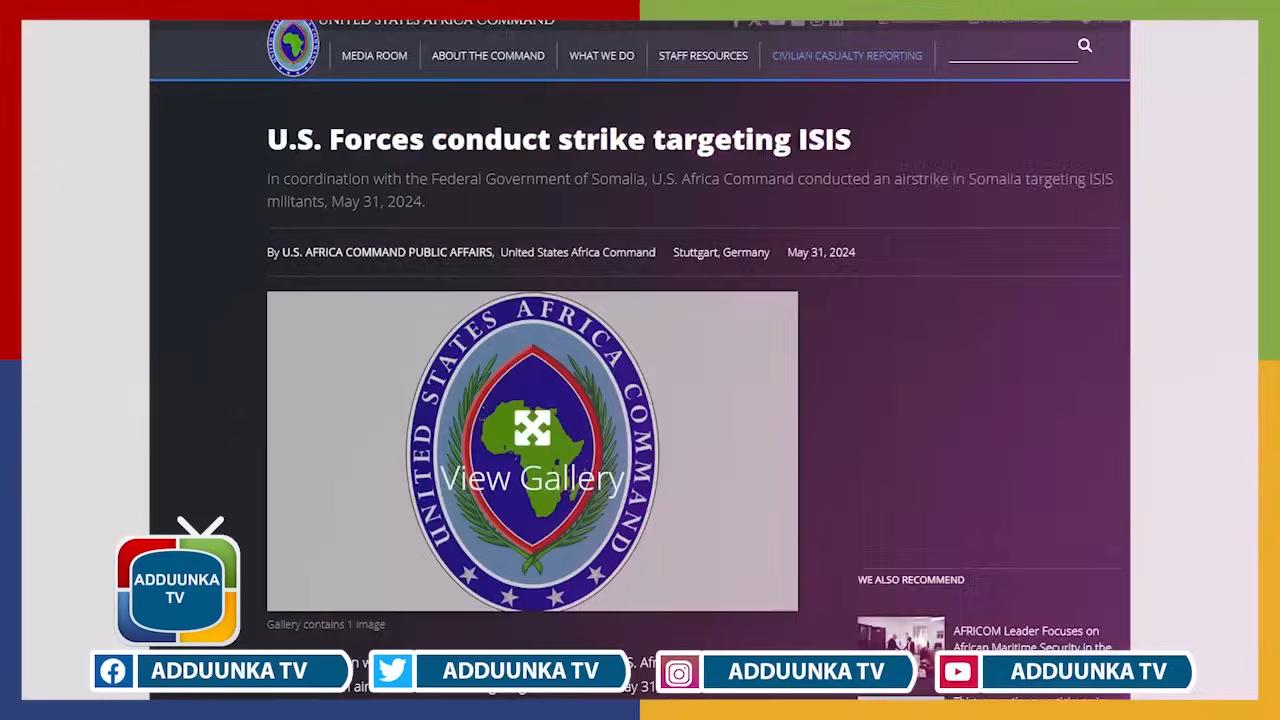 UNITED STATES AFRICA COMMAND
MEDIA ROOM
ABOUT THE COMMAND
WHAT WE DO
STAFF RESOURCES
CIVILIAN CASUALTY REPORTING
U.S. Forces conduct strike targeting ISIS
In coordination with the Federal Government of Somalia, U.S. Africa Command conducted an airstrike in Somalia targeting ISIS
militants, May 31, 2024.
By U.S. AFRICA COMMAND PUBLIC AFFAIRS, United States Africa Command Stuttgart, Germany May 31, 2024
UNITED STATES AFRICA COMMAND
View Gallery
Gallery contains 1 image
WE ALSO RECOMMEND
AFRICOM Leader Focuses on
African Maritime Security in the
ADDUUNKA
TV
ADDUUNKA TV
ADDUUNKA TV
ADDUUNKA TV
ADDUUNKA TV